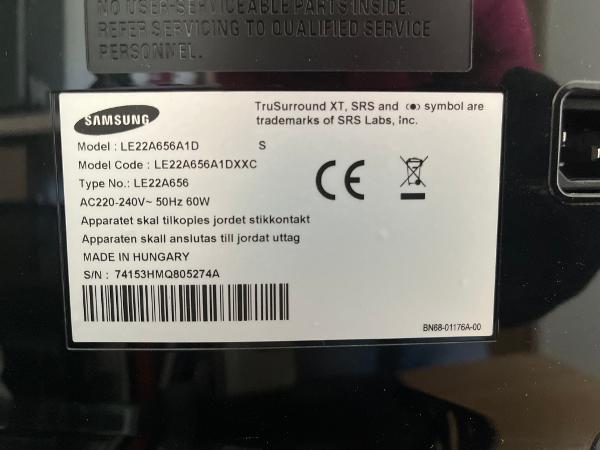 NO USER-SERVICEABLE PARTS INSIDE.
REFER SERVICING TO QUALIFIED SERVICE
PERSONNEL.
SAMSUNG
TruSurround XT, SRS and (●) symbol are
trademarks of SRS Labs, Inc.
Model : LE22A656A1D S
Model Code : LE22A656A1DXXC
Type No.: LE22A656
AC220-240V~ 50Hz 60W
CE
Apparatet skal tilkoples jordet stikkontakt
Apparaten skall anslutas till jordat uttag
MADE IN HUNGARY
S/N : 74153HMQ805274A
BN68-01176A-00